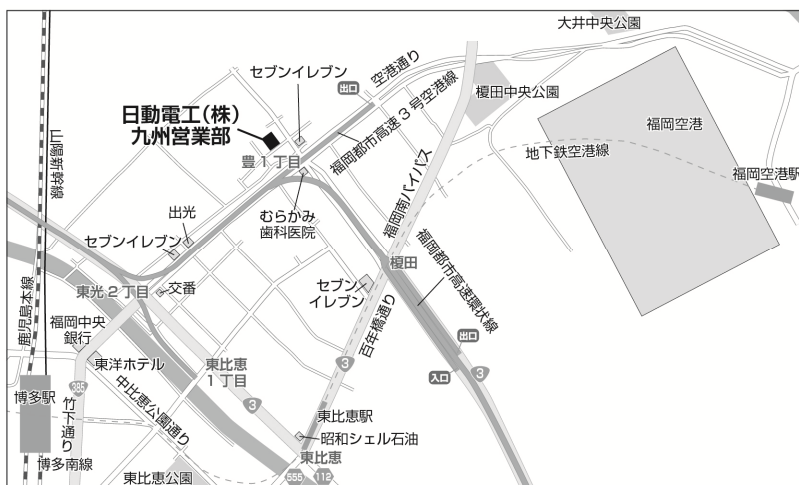 大井中央公園
セブンイレブン
空港通り
出口
福岡都市高速3号空港線
榎田中央公園
日動電工(株)
九州営業部
福岡空港
地下鉄空港線
山陽新幹線
豊1丁目
福岡南バイパス
福岡空港駅
出光
むらかみ
歯科医院
セブンイレブン
榎田
福岡都市高速環状線
東光2丁目
交番
セブン
イレブン
鹿児島本線
福岡中央
銀行
百年橋通り
出口
東洋ホテル
東比恵
1丁目
3
入口
3
博多駅
385
竹下通り
中比恵公園通り
3
東比恵駅
昭和シェル石油
博多南線
東比恵
東比恵公園
555
112